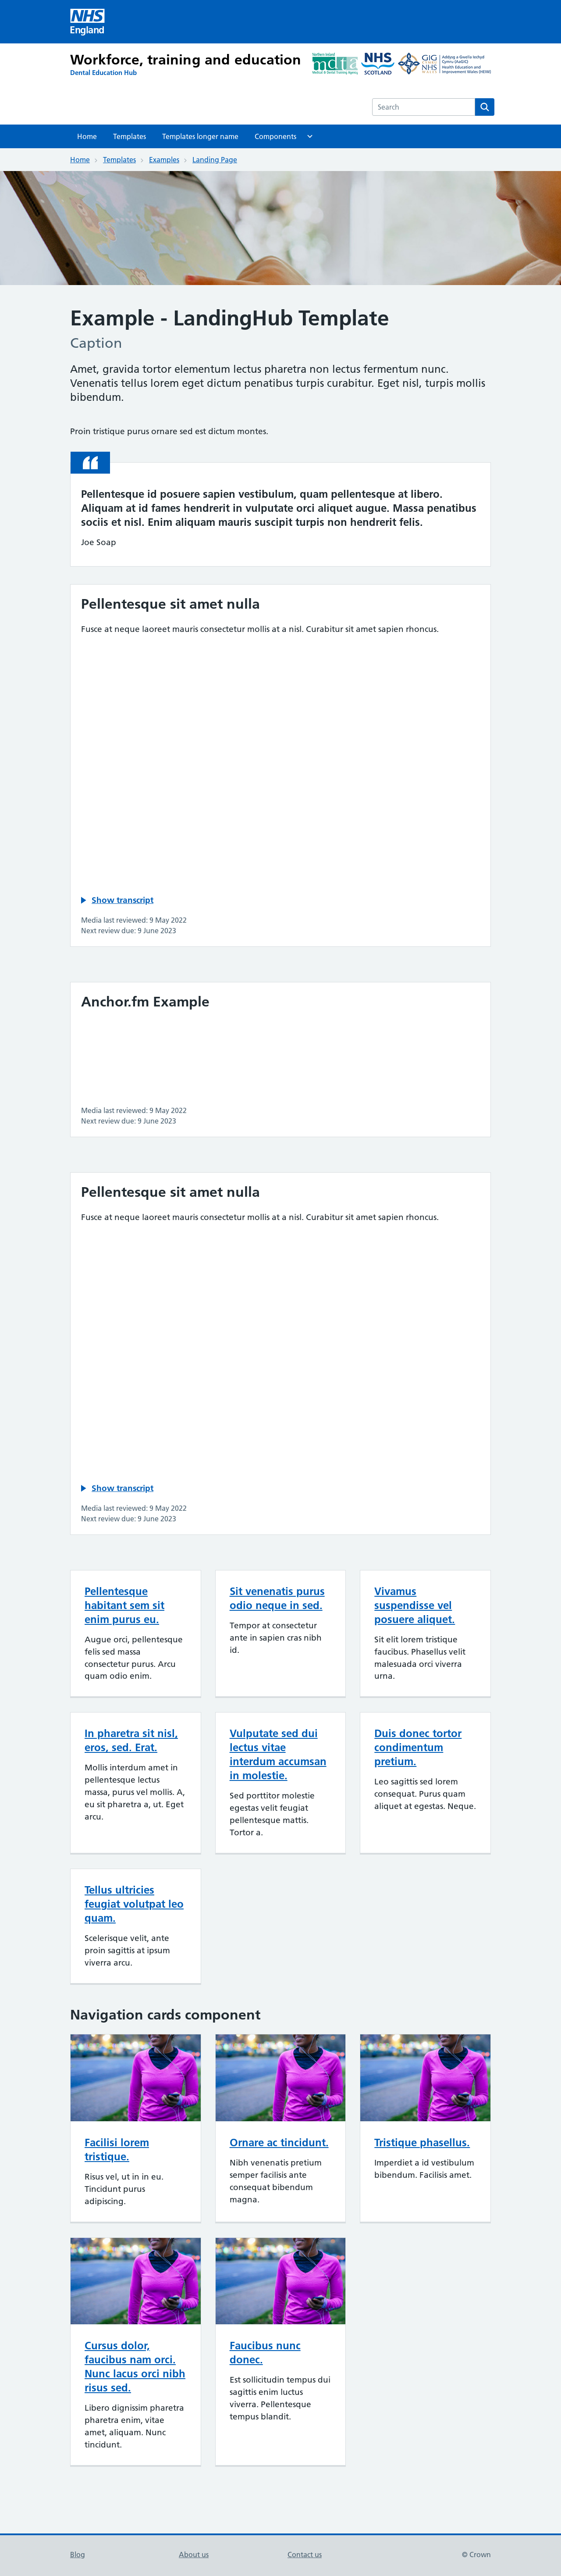 NHS
England
Workforce, training and education
Dental Education Hub
Northern Ireland
mdta
Medical & Dental Training Agency
NHS
SCOTLAND
GIG
CYMRU
NHS
WALES
Addysg a Gwella Iechyd
Cymru (AaGIC)
Health Education and
Improvement Wales (HEIW)
Search
Home
Templates
Templates longer name
Components
Home
Templates
Examples
Landing Page
Example - LandingHub Template
Caption
Amet, gravida tortor elementum lectus pharetra non lectus fermentum nunc.
Venenatis tellus lorem eget dictum penatibus turpis curabitur. Eget nisl, turpis mollis
bibendum.
Proin tristique purus ornare sed est dictum montes.
Pellentesque id posuere sapien vestibulum, quam pellentesque at libero.
Aliquam at id fames hendrerit in vulputate orci aliquet augue. Massa penatibus
sociis et nisl. Enim aliquam mauris suscipit turpis non hendrerit felis.
Joe Soap
Pellentesque sit amet nulla
Fusce at neque laoreet mauris consectetur mollis at a nisl. Curabitur sit amet sapien rhoncus.
Show transcript
Media last reviewed: 9 May 2022
Next review due: 9 June 2023
Anchor.fm Example
Media last reviewed: 9 May 2022
Next review due: 9 June 2023
Pellentesque sit amet nulla
Fusce at neque laoreet mauris consectetur mollis at a nisl. Curabitur sit amet sapien rhoncus.
Show transcript
Media last reviewed: 9 May 2022
Next review due: 9 June 2023
Pellentesque
habitant sem sit
enim purus eu.
Augue orci, pellentesque
felis sed massa
consectetur purus. Arcu
quam odio enim.
Sit venenatis purus
odio neque in sed.
Tempor at consectetur
ante in sapien cras nibh
id.
Vivamus
suspendisse vel
posuere aliquet.
Sit elit lorem tristique
faucibus. Phasellus velit
malesuada orci viverra
urna.
In pharetra sit nisl,
eros, sed. Erat.
Mollis interdum amet in
pellentesque lectus
massa, purus vel mollis. A,
eu sit pharetra a, ut. Eget
arcu.
Vulputate sed dui
lectus vitae
interdum accumsan
in molestie.
Sed porttitor molestie
egestas velit feugiat
pellentesque mattis.
Tortor a.
Duis donec tortor
condimentum
pretium.
Leo sagittis sed lorem
consequat. Purus quam
aliquet at egestas. Neque.
Tellus ultricies
feugiat volutpat leo
quam.
Scelerisque velit, ante
proin sagittis at ipsum
viverra arcu.
Navigation cards component
Facilisi lorem
tristique.
Risus vel, ut in in eu.
Tincidunt purus
adipiscing.
Ornare ac tincidunt.
Nibh venenatis pretium
semper facilisis ante
consequat bibendum
magna.
Tristique phasellus.
Imperdiet a id vestibulum
bibendum. Facilisis amet.
Cursus dolor,
faucibus nam orci.
Nunc lacus orci nibh
risus sed.
Libero dignissim pharetra
pharetra enim, vitae
amet, aliquam. Nunc
tincidunt.
Faucibus nunc
donec.
Est sollicitudin tempus dui
sagittis enim luctus
viverra. Pellentesque
tempus blandit.
Blog
About us
Contact us
© Crown